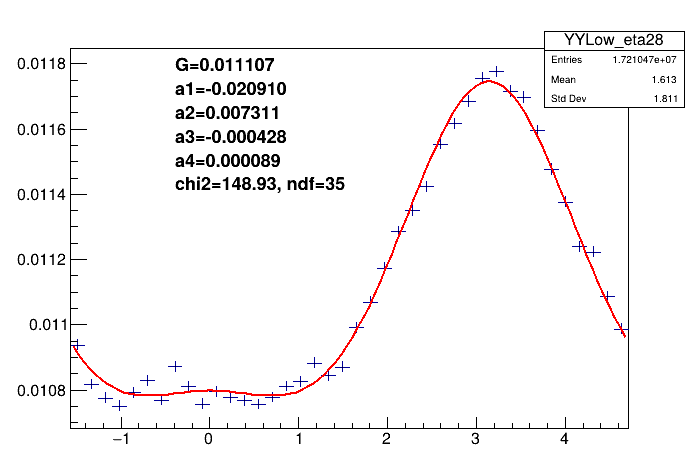 YYLow_eta28
Entries 1.721047e+07
Mean 1.613
Std Dev 1.811
G=0.011107
a1=-0.020910
a2=0.007311
a3=-0.000428
a4=0.000089
chi2=148.93, ndf=35
0.0118
0.0116
0.0114
0.0112
0.011
0.0108
−1 0 1 2 3 4